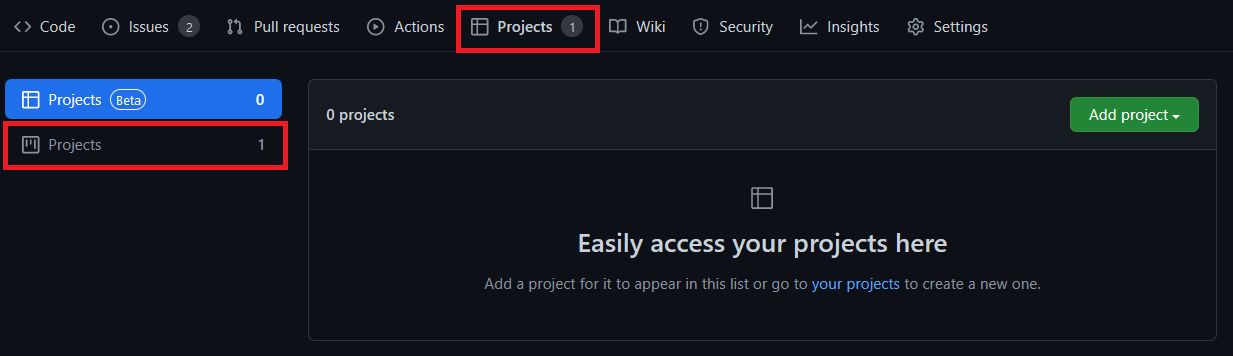 Code Issues 2 Pull requests Actions Projects 1 Wiki Security Insights Settings
Projects Beta 0
Projects 1
0 projects Add project
Easily access your projects here
Add a project for it to appear in this list or go to your projects to create a new one.